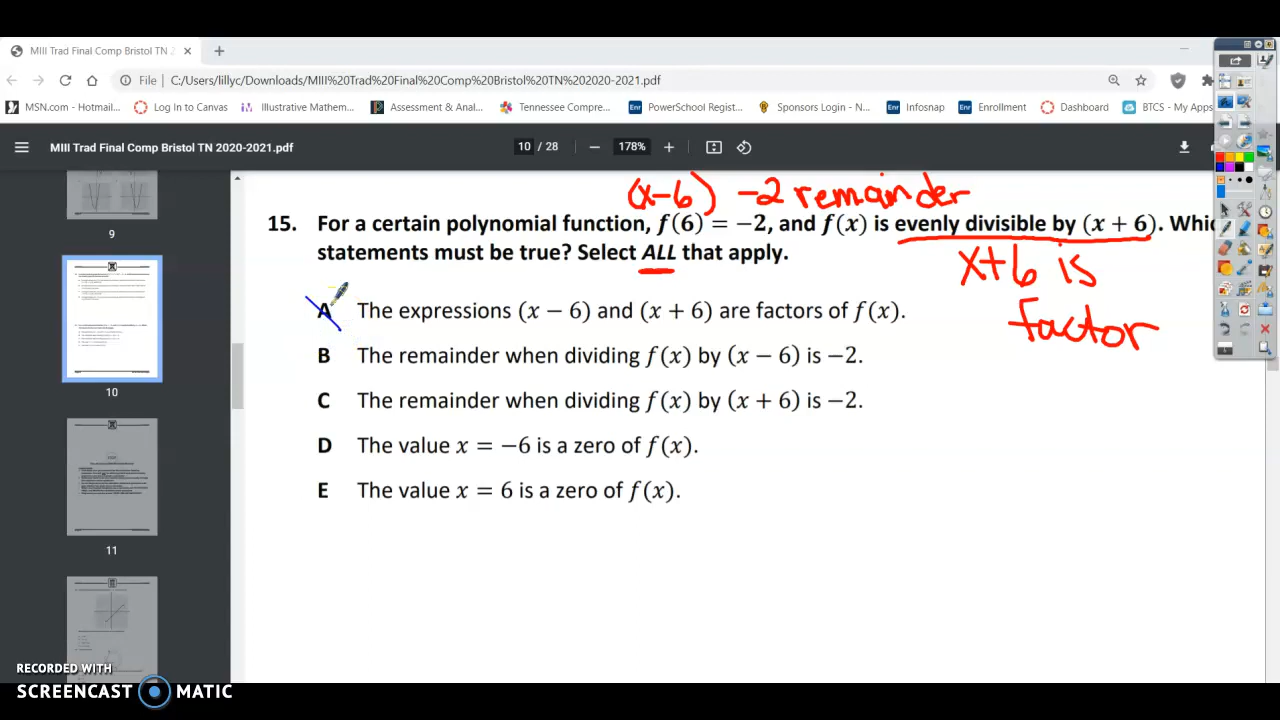 MIII Trad Final Comp Bristol TN 2
File
C:/Users/lillyc/Downloads/MIII%20Trad%20Final%20Comp%20Bristol%20TN%202020-2021.pdf
MSN.com - Hotmail...
Log In to Canvas
Illustrative Mathem...
Assessment & Anal...
Tennessee Compre...
Enr
PowerSchool Regist...
Sponsors Login - N...
Enr
Infosnap
Enr
Enrollment
Dashboard
BTCS - My Apps
MIII Trad Final Comp Bristol TN 2020-2021.pdf
10 / 28
178%
9
10
11
(x-6) -2 remainder
15. For a certain polynomial function, f(6) = −2, and f(x) is evenly divisible by (x + 6). Whic
statements must be true? Select ALL that apply.
x+6 is
factor
A The expressions (x − 6) and (x + 6) are factors of f(x).
B The remainder when dividing f(x) by (x − 6) is −2.
C The remainder when dividing f(x) by (x + 6) is −2.
D The value x = −6 is a zero of f(x).
E The value x = 6 is a zero of f(x).
RECORDED WITH
SCREENCAST MATIC